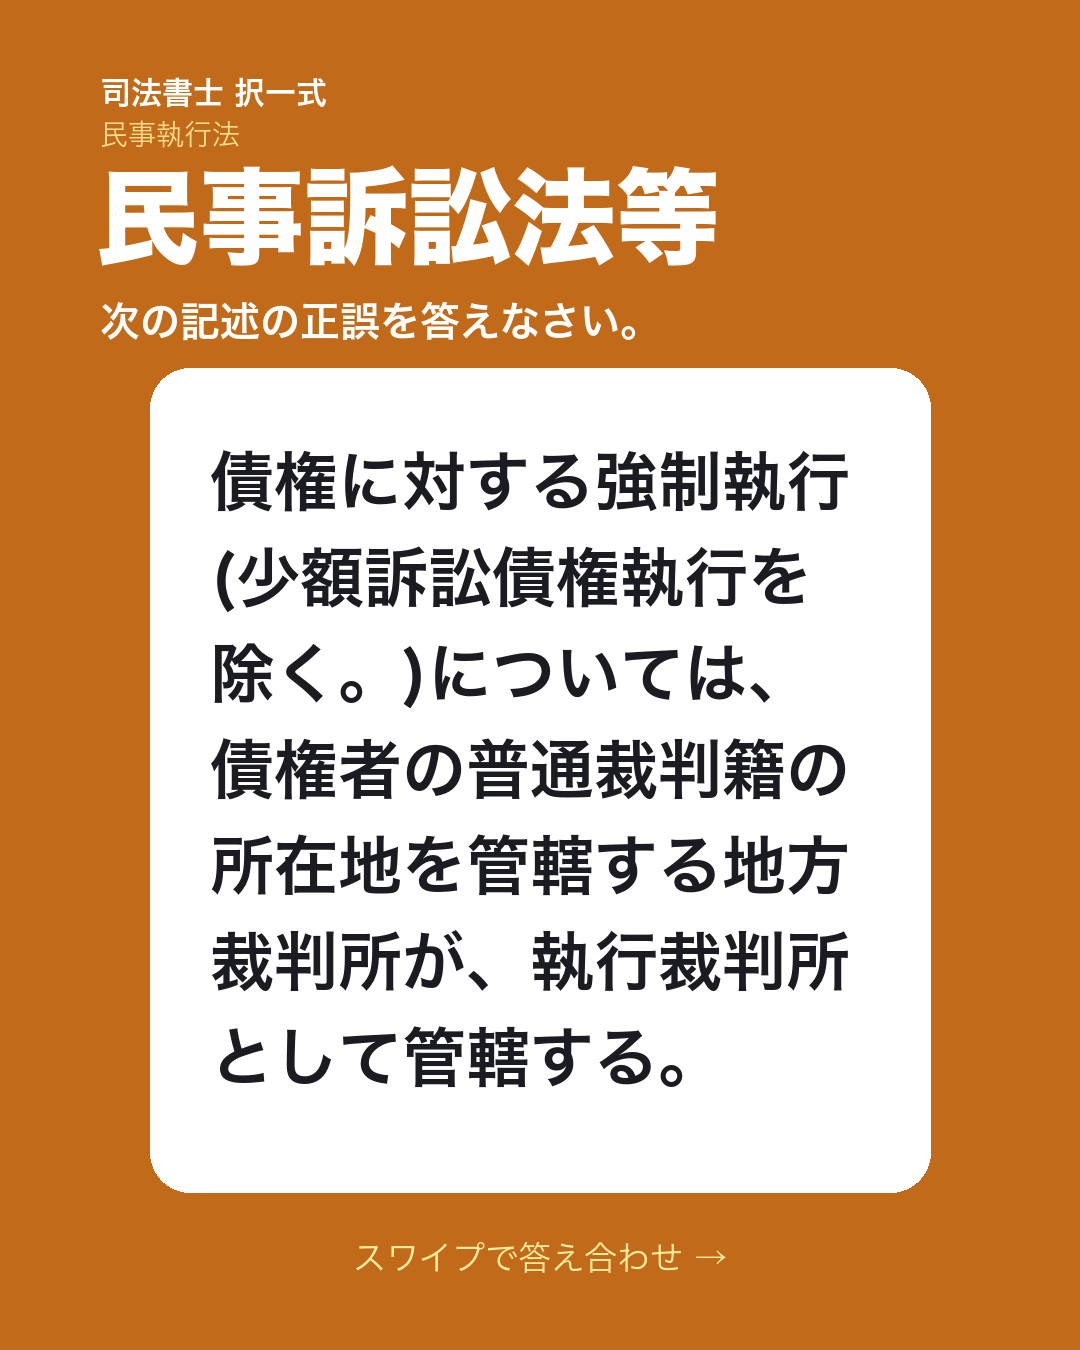 司法書士 択一式
民事執行法
民事訴訟法等
次の記述の正誤を答えなさい。
債権に対する強制執行
(少額訴訟債権執行を
除く。)については、
債権者の普通裁判籍の
所在地を管轄する地方
裁判所が、執行裁判所
として管轄する。
スワイプで答え合わせ →